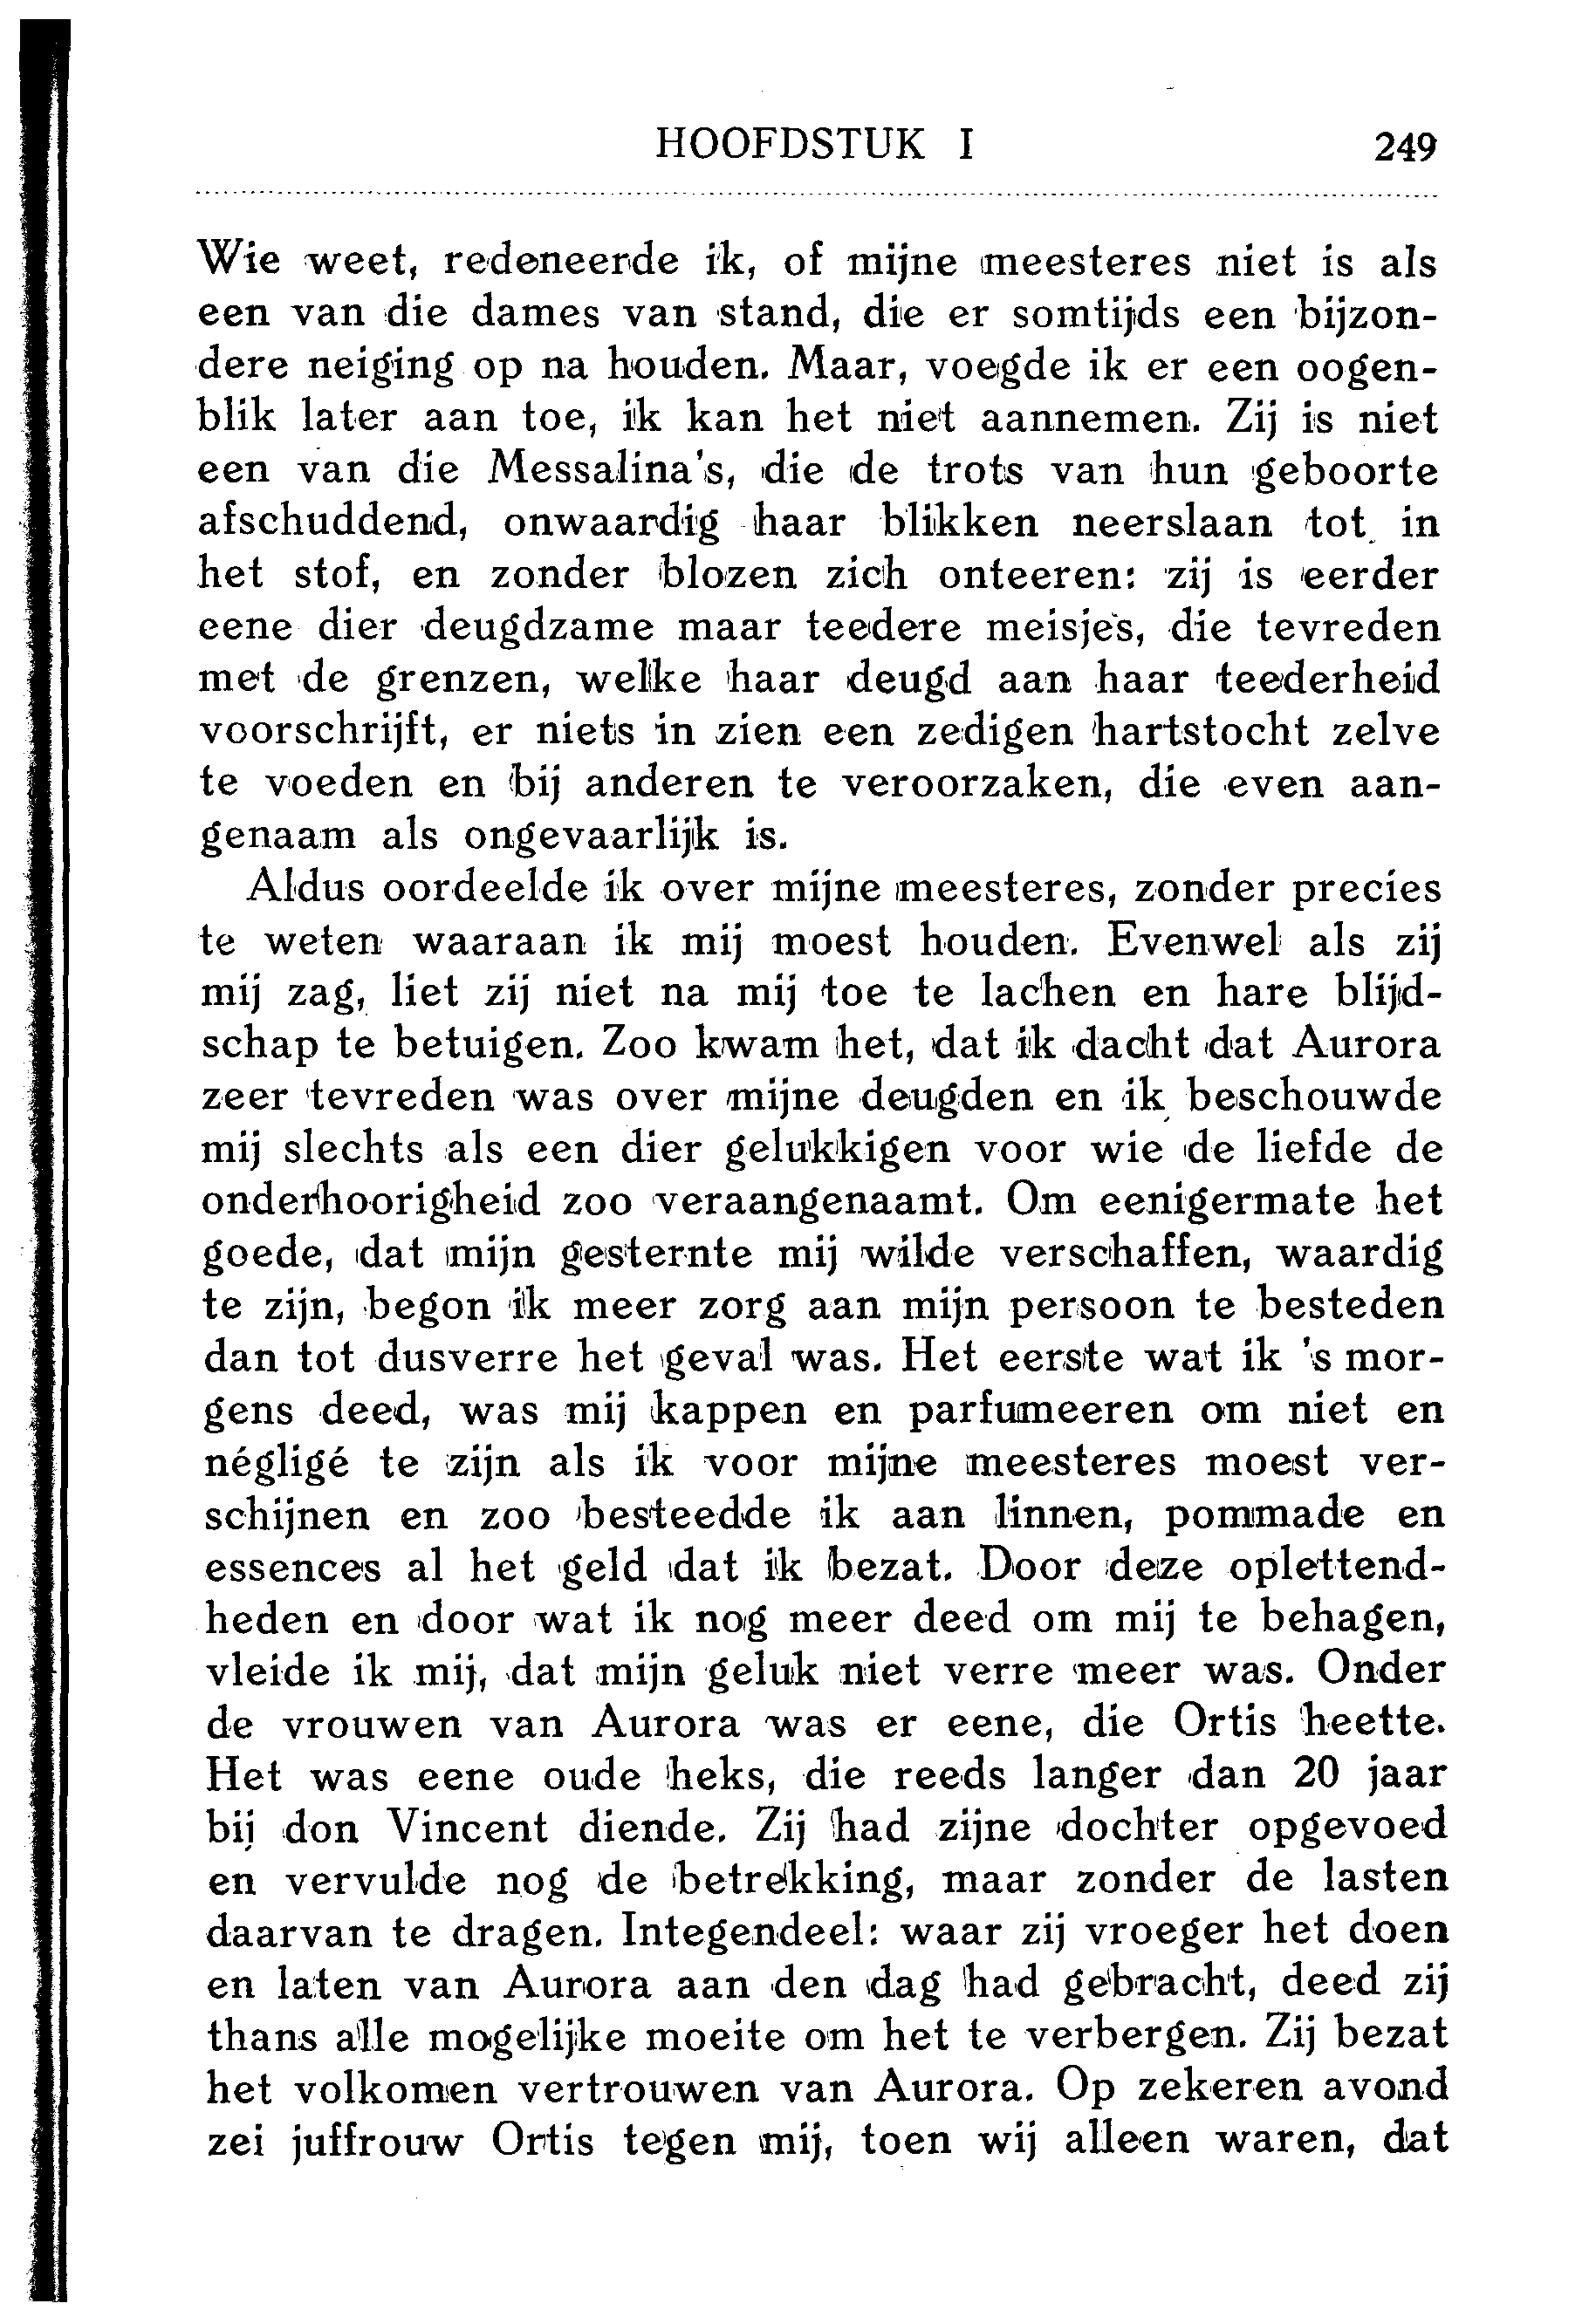 HOOFDSTUK I 249
Wie weet, redeneerde ik, of mijne meesteres niet is als
een van die dames van stand, die er somtijds een bijzon-
dere neiging op na houden. Maar, voegde ik er een oogen-
blik later aan toe, ik kan het niet aannemen. Zij is niet
een van die Messalina's, die de trots van hun geboorte
afschuddend, onwaardig haar blikken neerslaan tot in
het stof, en zonder blozen zich onteeren: zij is eerder
eene dier deugdzame maar teedere meisjes, die tevreden
met de grenzen, welke haar deugd aan haar teederheid
voorschrijft, er niets in zien een zedigen hartstocht zelve
te voeden en bij anderen te veroorzaken, die even aan-
genaam als ongevaarlijk is.
Aldus oordeelde ik over mijne meesteres, zonder precies
te weten waaraan ik mij moest houden. Evenwel als zij
mij zag, liet zij niet na mij toe te lachen en hare blijd-
schap te betuigen. Zoo kwam het, dat ik dacht dat Aurora
zeer tevreden was over mijne deugden en ik beschouwde
mij slechts als een dier gelukkigen voor wie de liefde de
onderhoorigheid zoo veraangenaamt. Om eenigermate het
goede, dat mijn gesternte mij wilde verschaffen, waardig
te zijn, begon ik meer zorg aan mijn persoon te besteden
dan tot dusverre het geval was. Het eerste wat ik 's mor-
gens deed, was mij kappen en parfumeeren om niet en
négligé te zijn als ik voor mijne meesteres moest ver-
schijnen en zoo besteedde ik aan linnen, pommade en
essences al het geld dat ik bezat. Door deze oplettend-
heden en door wat ik nog meer deed om mij te behagen,
vleide ik mij, dat mijn geluk niet verre meer was. Onder
de vrouwen van Aurora was er eene, die Ortis heette.
Het was eene oude heks, die reeds langer dan 20 jaar
bij don Vincent diende. Zij had zijne dochter opgevoed
en vervulde nog de betrekking, maar zonder de lasten
daarvan te dragen. Integendeel: waar zij vroeger het doen
en laten van Aurora aan den dag had gebracht, deed zij
thans alle mogelijke moeite om het te verbergen. Zij bezat
het volkomen vertrouwen van Aurora. Op zekeren avond
zei juffrouw Ortis tegen mij, toen wij alleen waren, dat